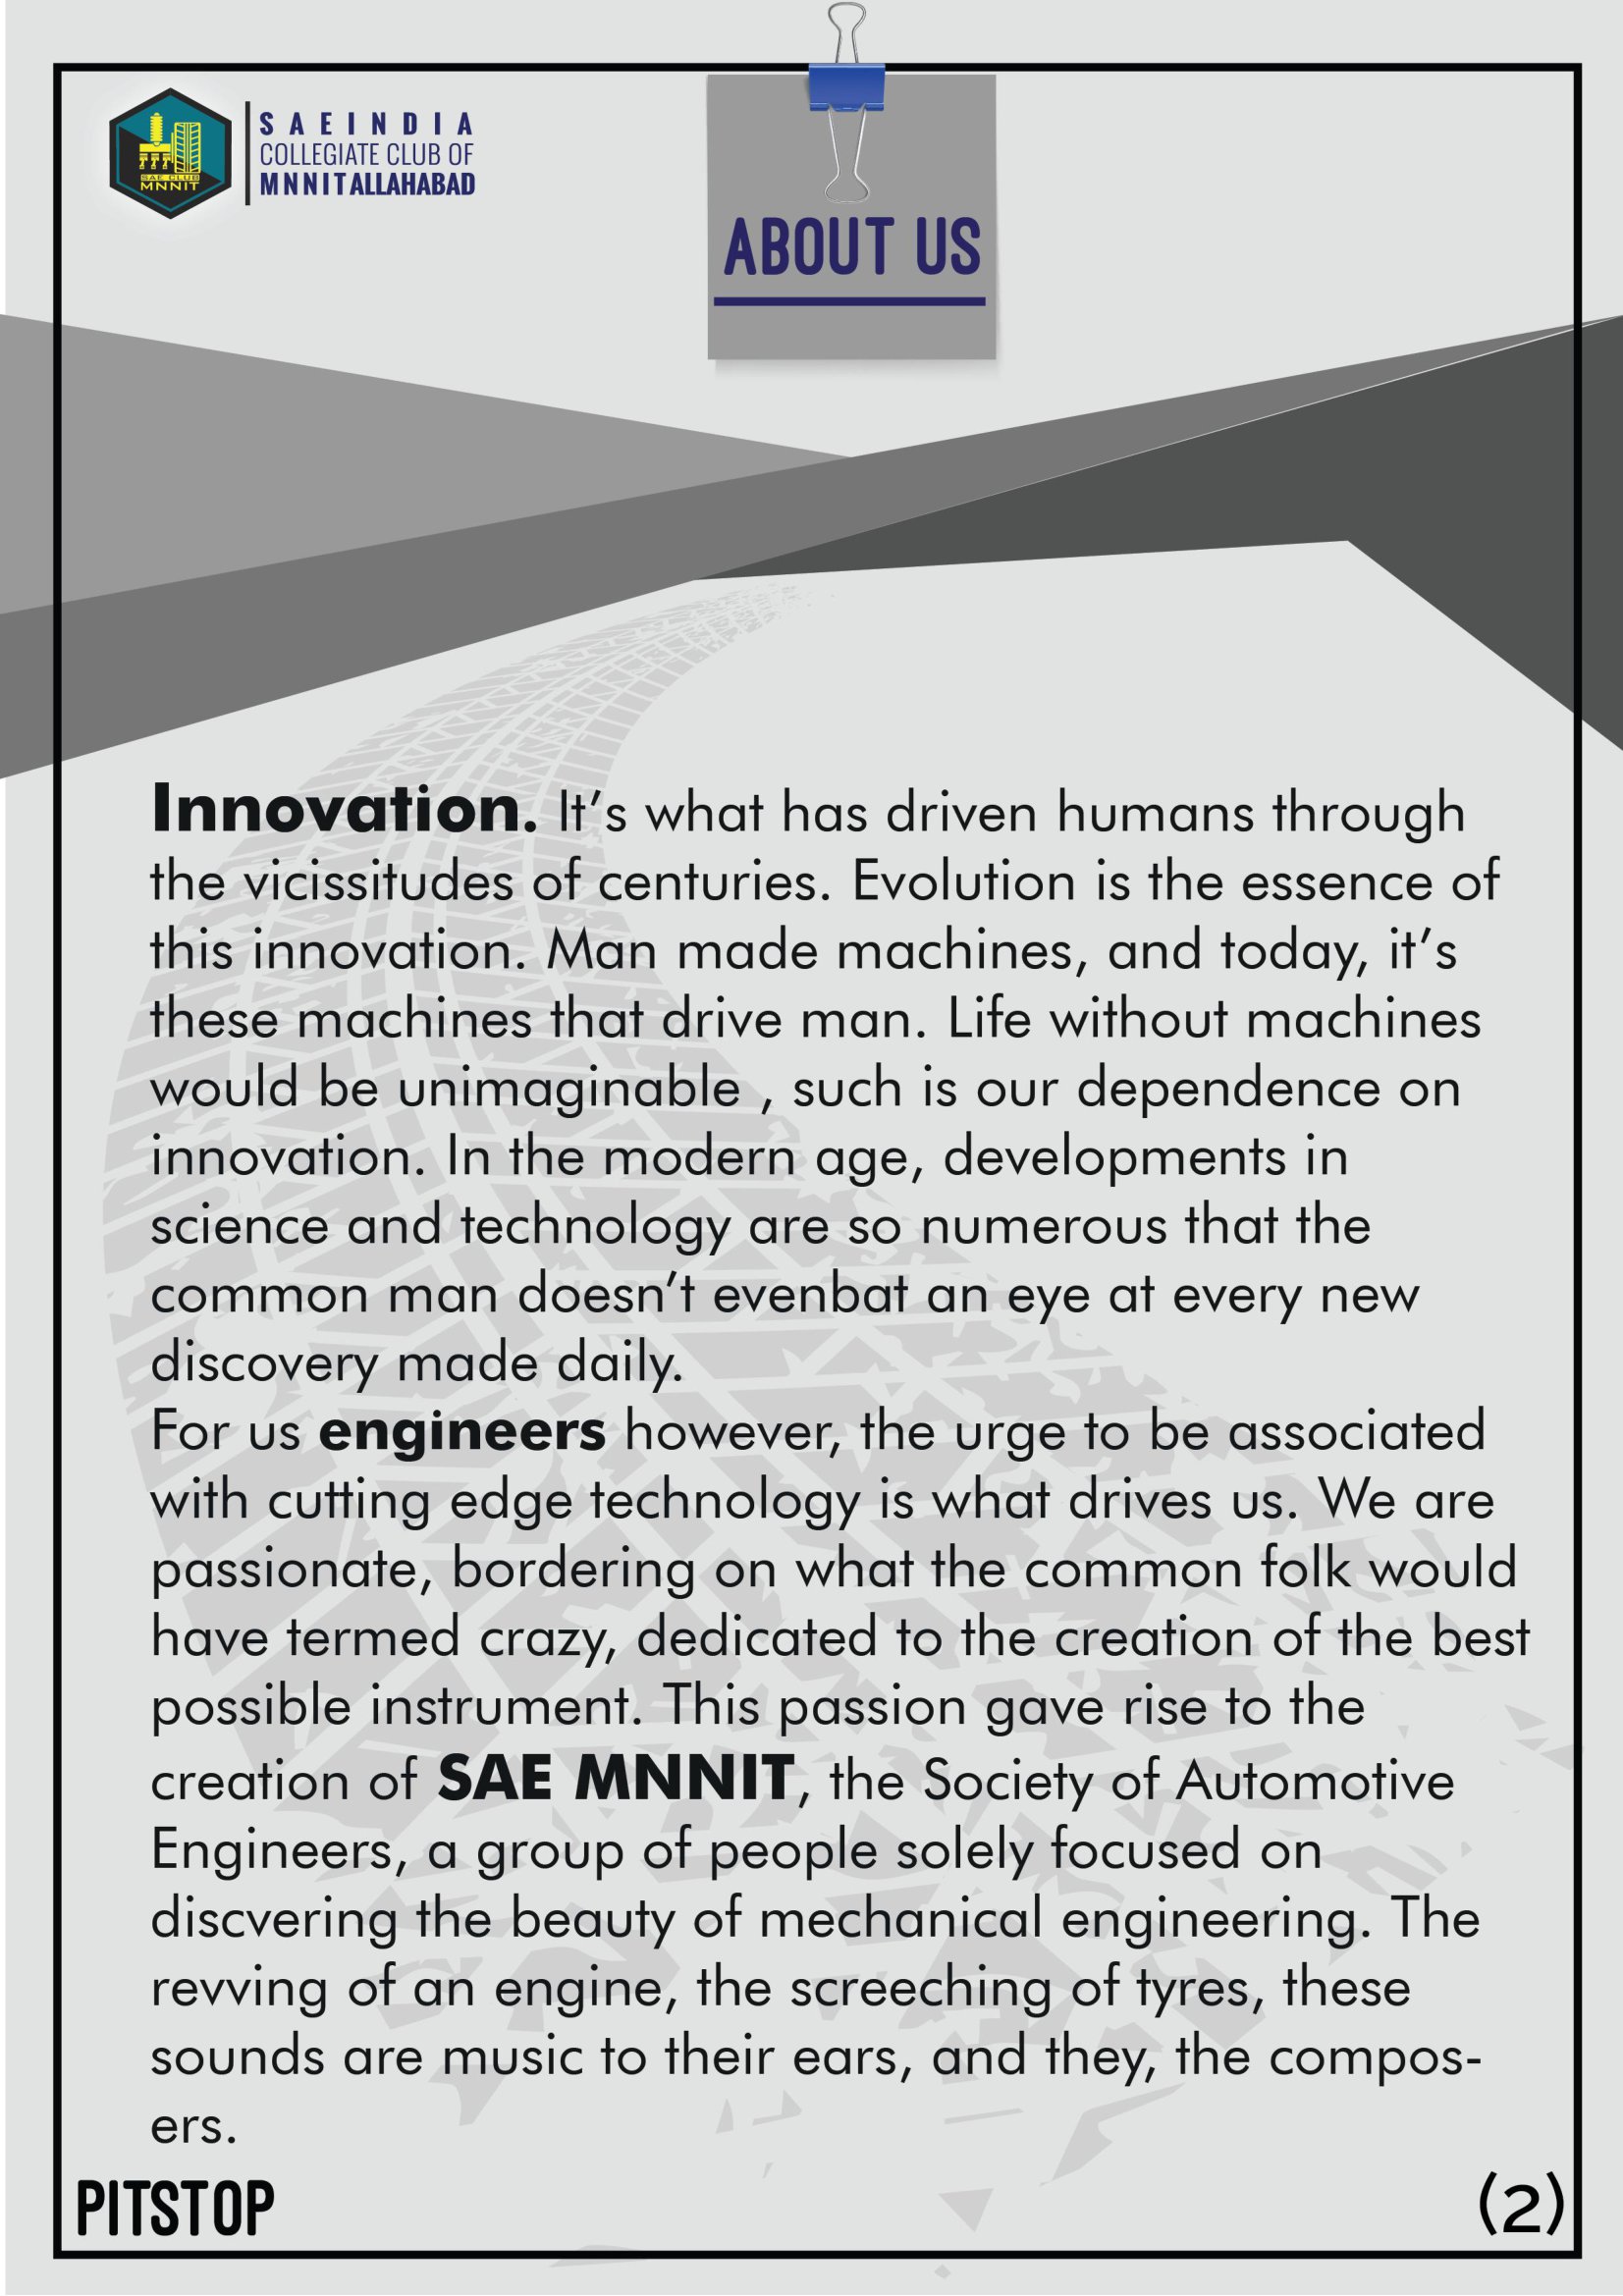 SAE CLUB
MNNIT
SAEINDIA
COLLEGIATE CLUB OF
MNNIT ALLAHABAD
ABOUT US
Innovation. It's what has driven humans through
the vicissitudes of centuries. Evolution is the essence of
this innovation. Man made machines, and today, it's
these machines that drive man. Life without machines
would be unimaginable , such is our dependence on
innovation. In the modern age, developments in
science and technology are so numerous that the
common man doesn't evenbat an eye at every new
discovery made daily.
For us engineers however, the urge to be associated
with cutting edge technology is what drives us. We are
passionate, bordering on what the common folk would
have termed crazy, dedicated to the creation of the best
possible instrument. This passion gave rise to the
creation of SAE MNNIT, the Society of Automotive
Engineers, a group of people solely focused on
discvering the beauty of mechanical engineering. The
revving of an engine, the screeching of tyres, these
sounds are music to their ears, and they, the compos-
ers.
PITSTOP
(2)